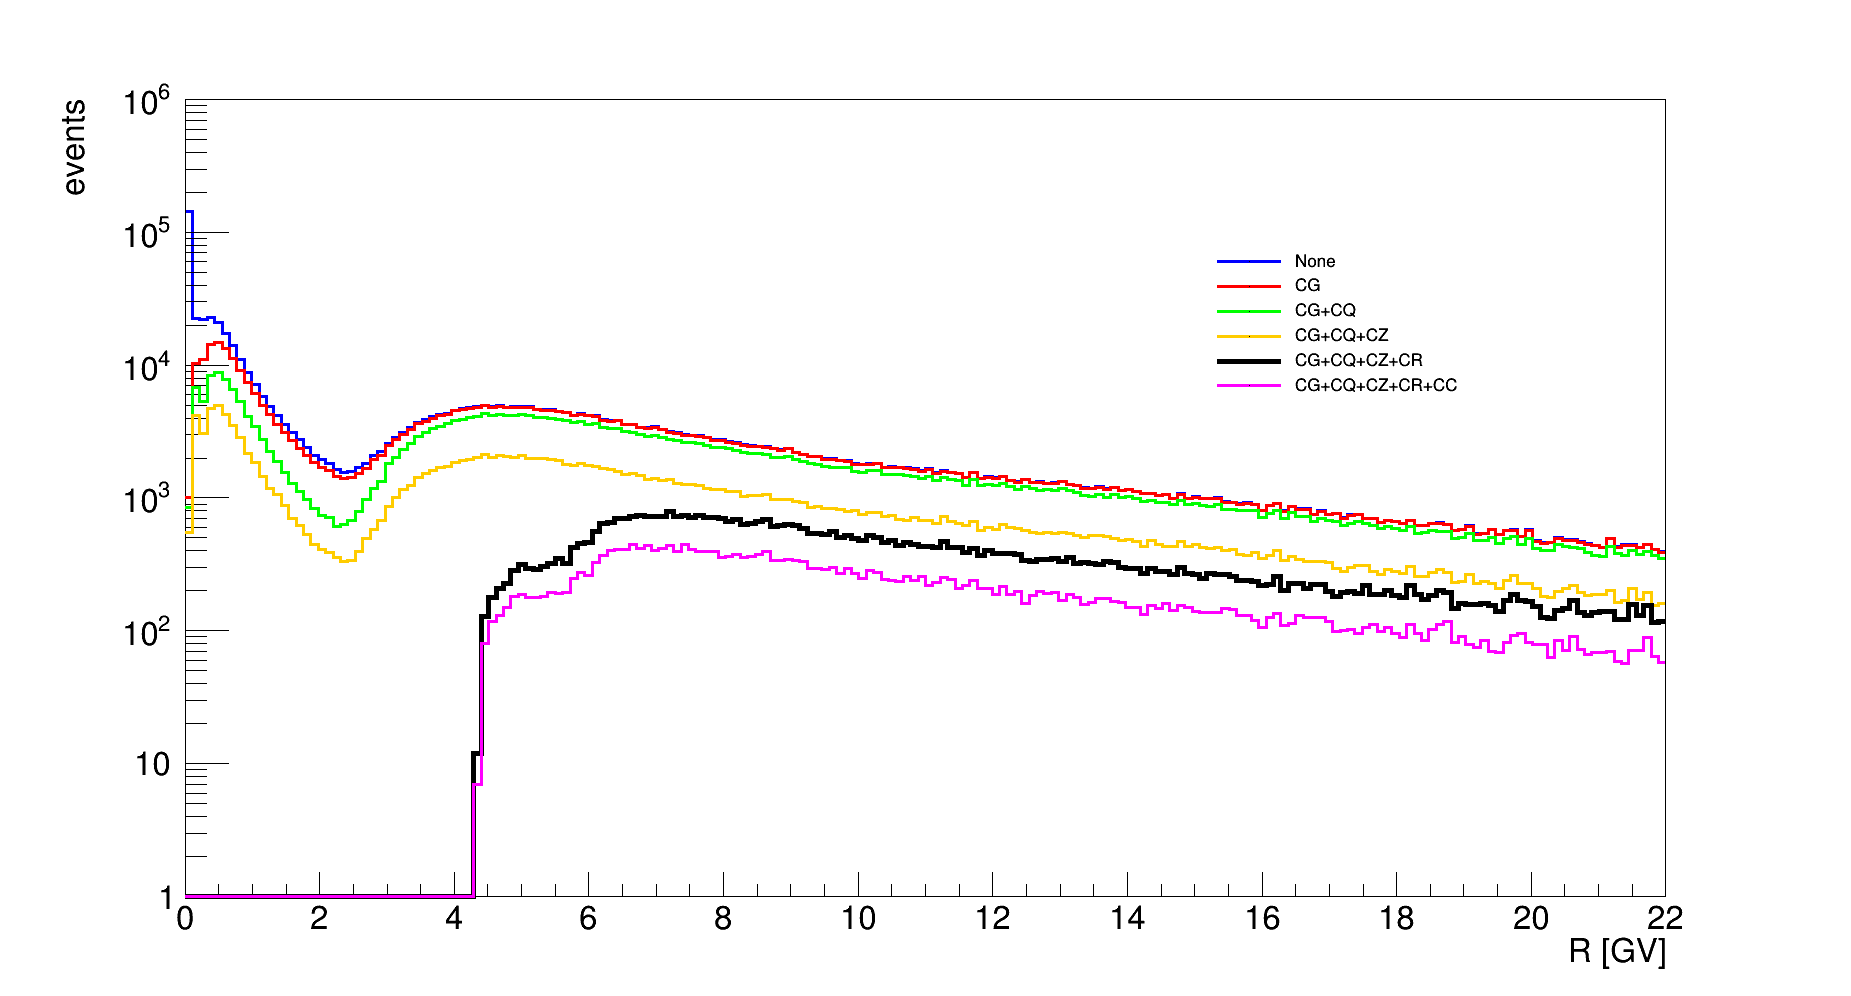 events
10^6
10^5
10^4
10^3
10^2
10
1
0 2 4 6 8 10 12 14 16 18 20 22
R [GV]
None
CG
CG+CQ
CG+CQ+CZ
CG+CQ+CZ+CR
CG+CQ+CZ+CR+CC